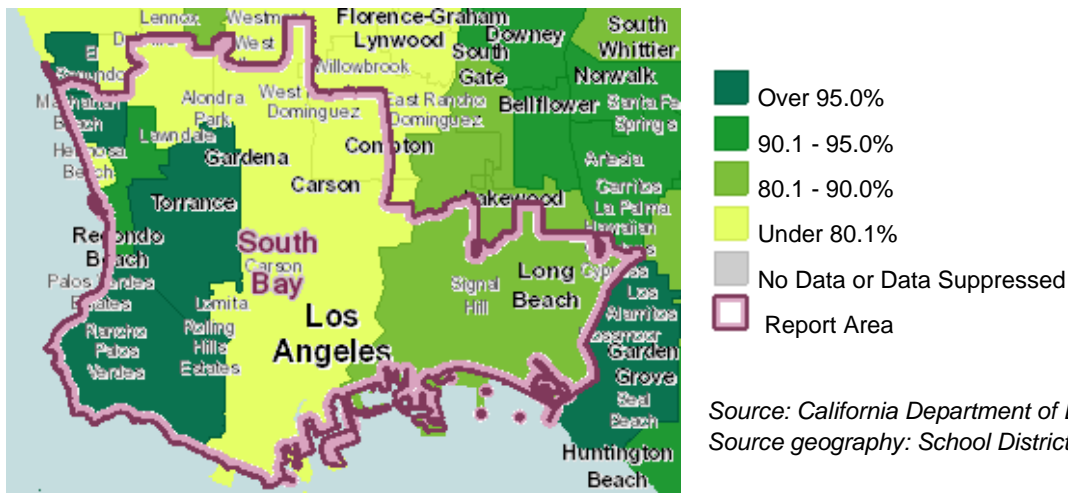 Lennox
Westmont
Florence-Graham
Downey
South
Whittier
Lynwood
South
Gate
West
El
Segundo
Willowbrook
Norwalk
Manhattan
Beach
Alondra
Park
West
Dominguez
East Rancho
Dominguez
Bellflower
Santa Fe
Springs
Lawndale
Hermosa
Beach
Gardena
Compton
Artesia
Carson
Cerritos
Torrance
Lakewood
La Palma
Hawaiian
Redondo
Beach
South
Bay
Carson
Palos Verdes
Estates
Lomita
Signal
Hill
Long
Beach
Cypress
Los
Alamitos
Rossmoor
Rancho
Palos
Verdes
Rolling
Hills
Estates
Los
Angeles
Garden
Grove
Seal
Beach
Huntington
Beach
Over 95.0%
90.1 - 95.0%
80.1 - 90.0%
Under 80.1%
No Data or Data Suppressed
Report Area
Source: California Department of
Source geography: School District